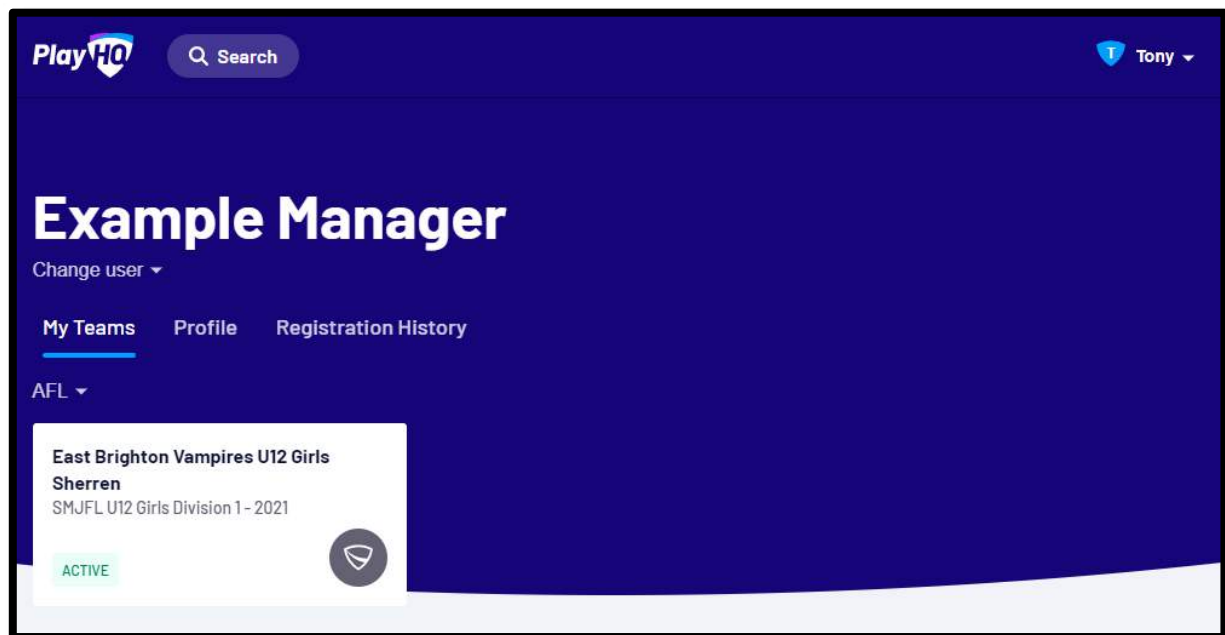 PlayHQ
Search
T
Tony
Example Manager
Change user
My Teams Profile Registration History
AFL
East Brighton Vampires U12 Girls
Sherren
SMJFL U12 Girls Division 1 - 2021
ACTIVE